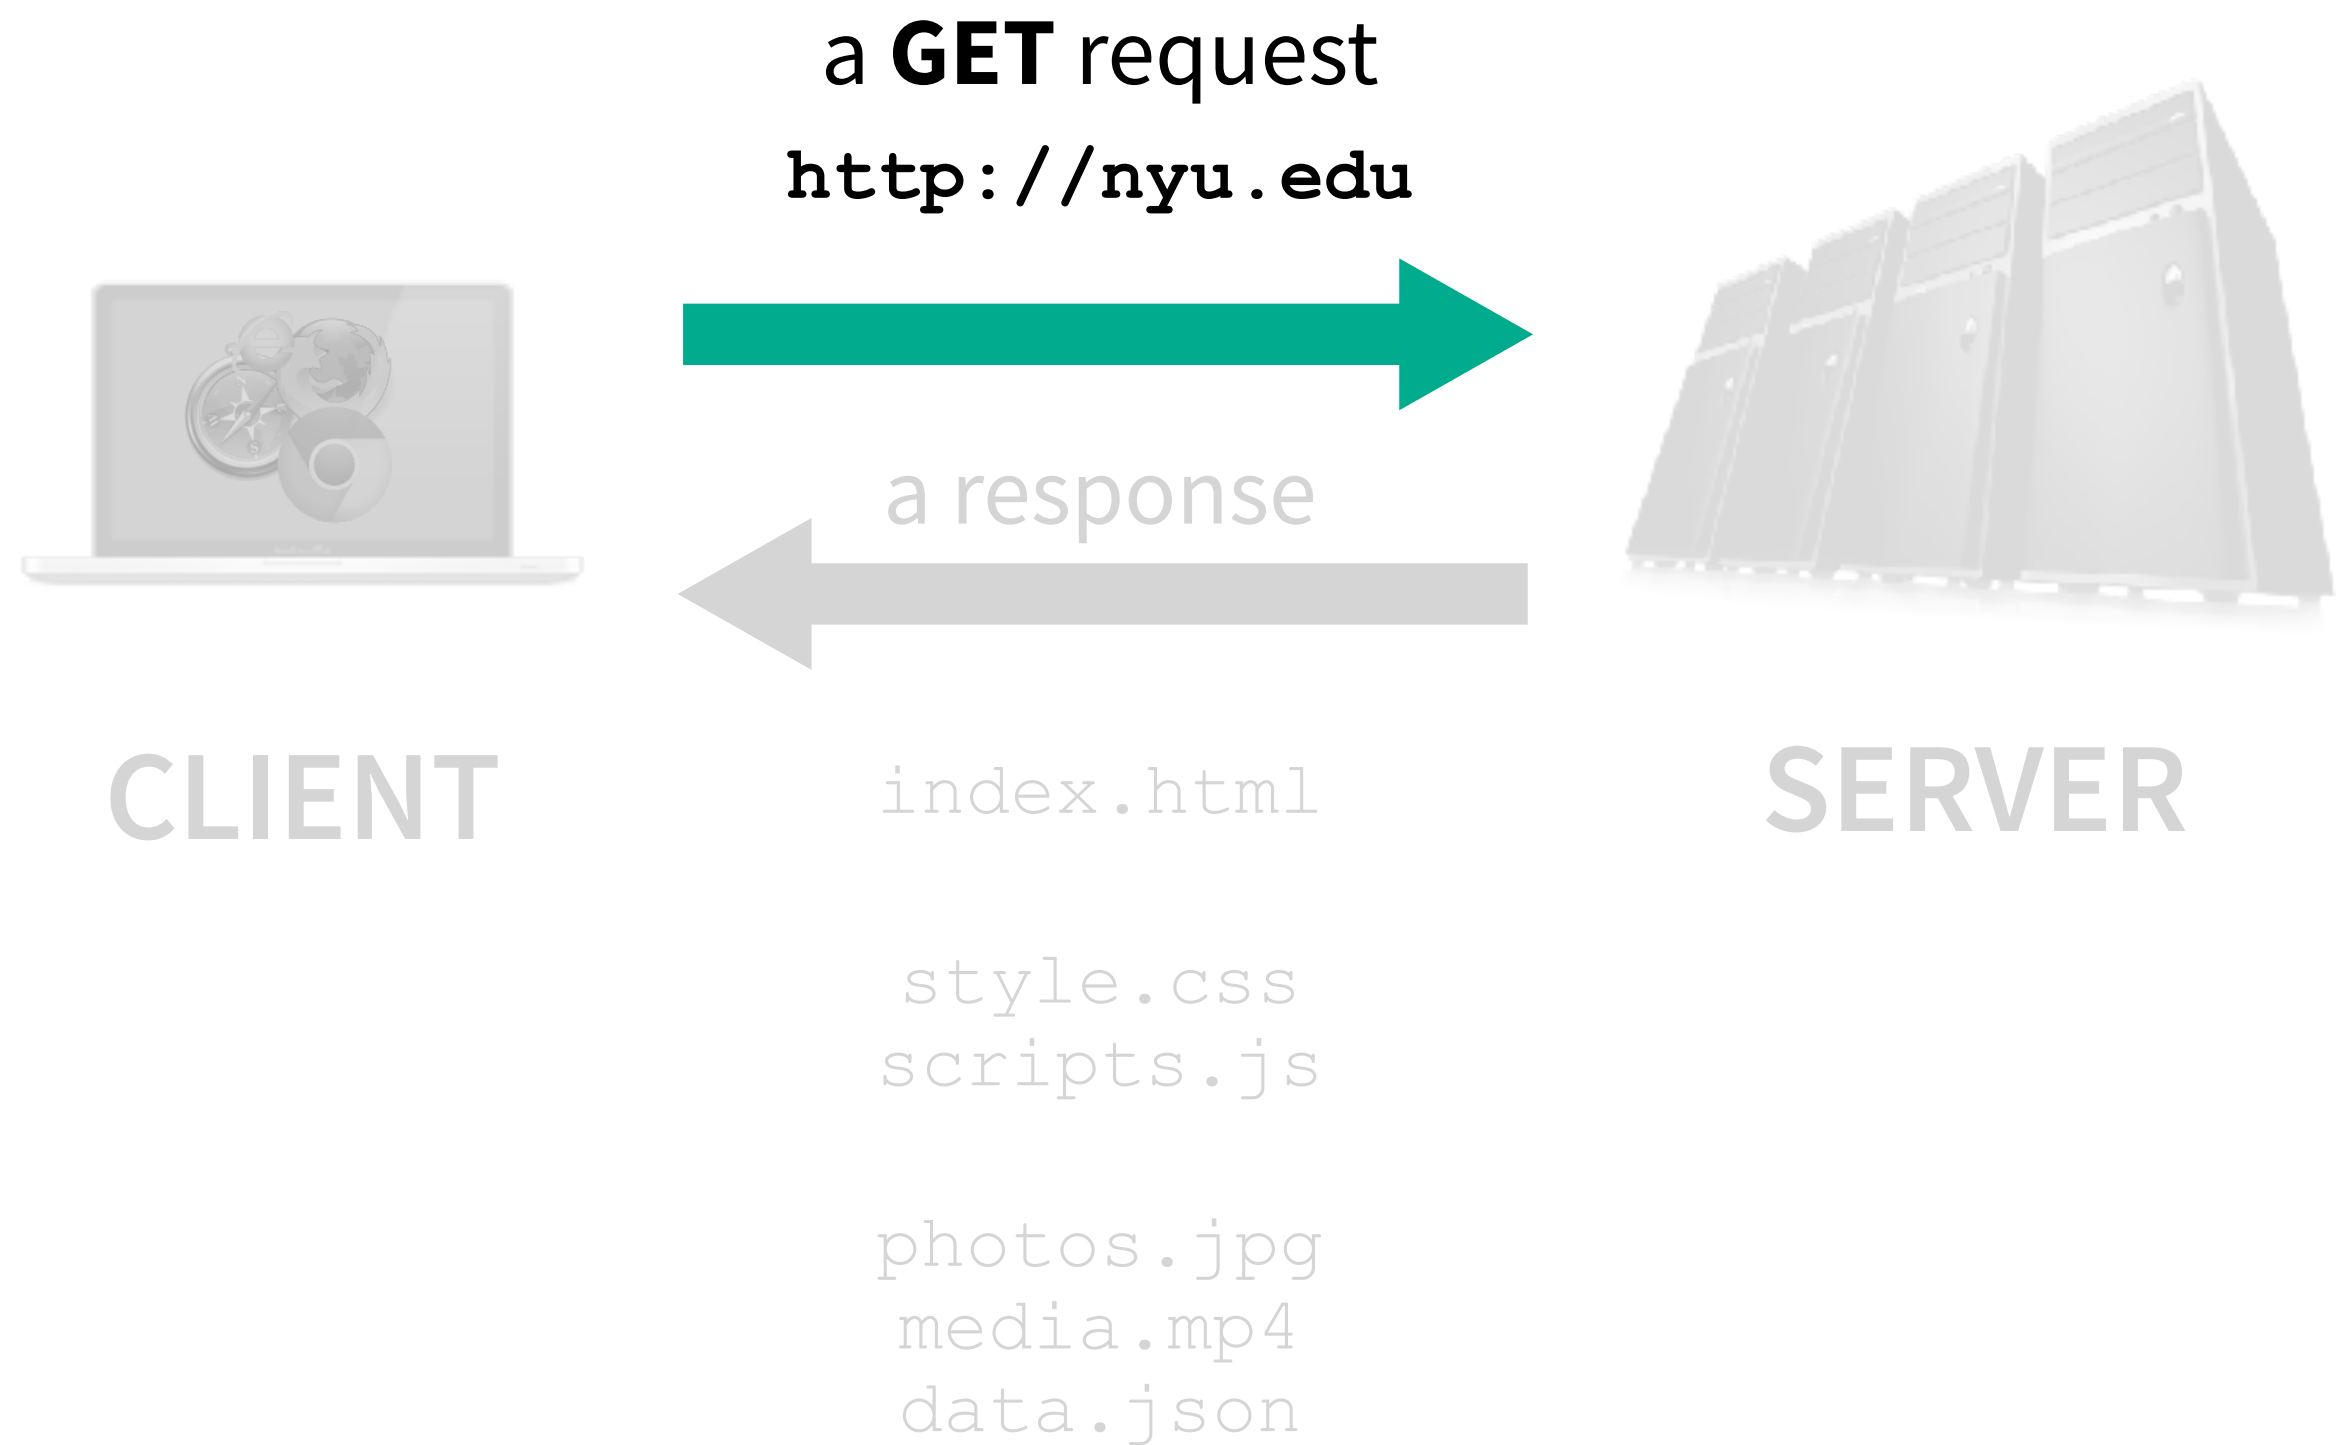 a GET request
http://nyu.edu
a response
CLIENT
SERVER
index.html
style.css
scripts.js
photos.jpg
media.mp4
data.json